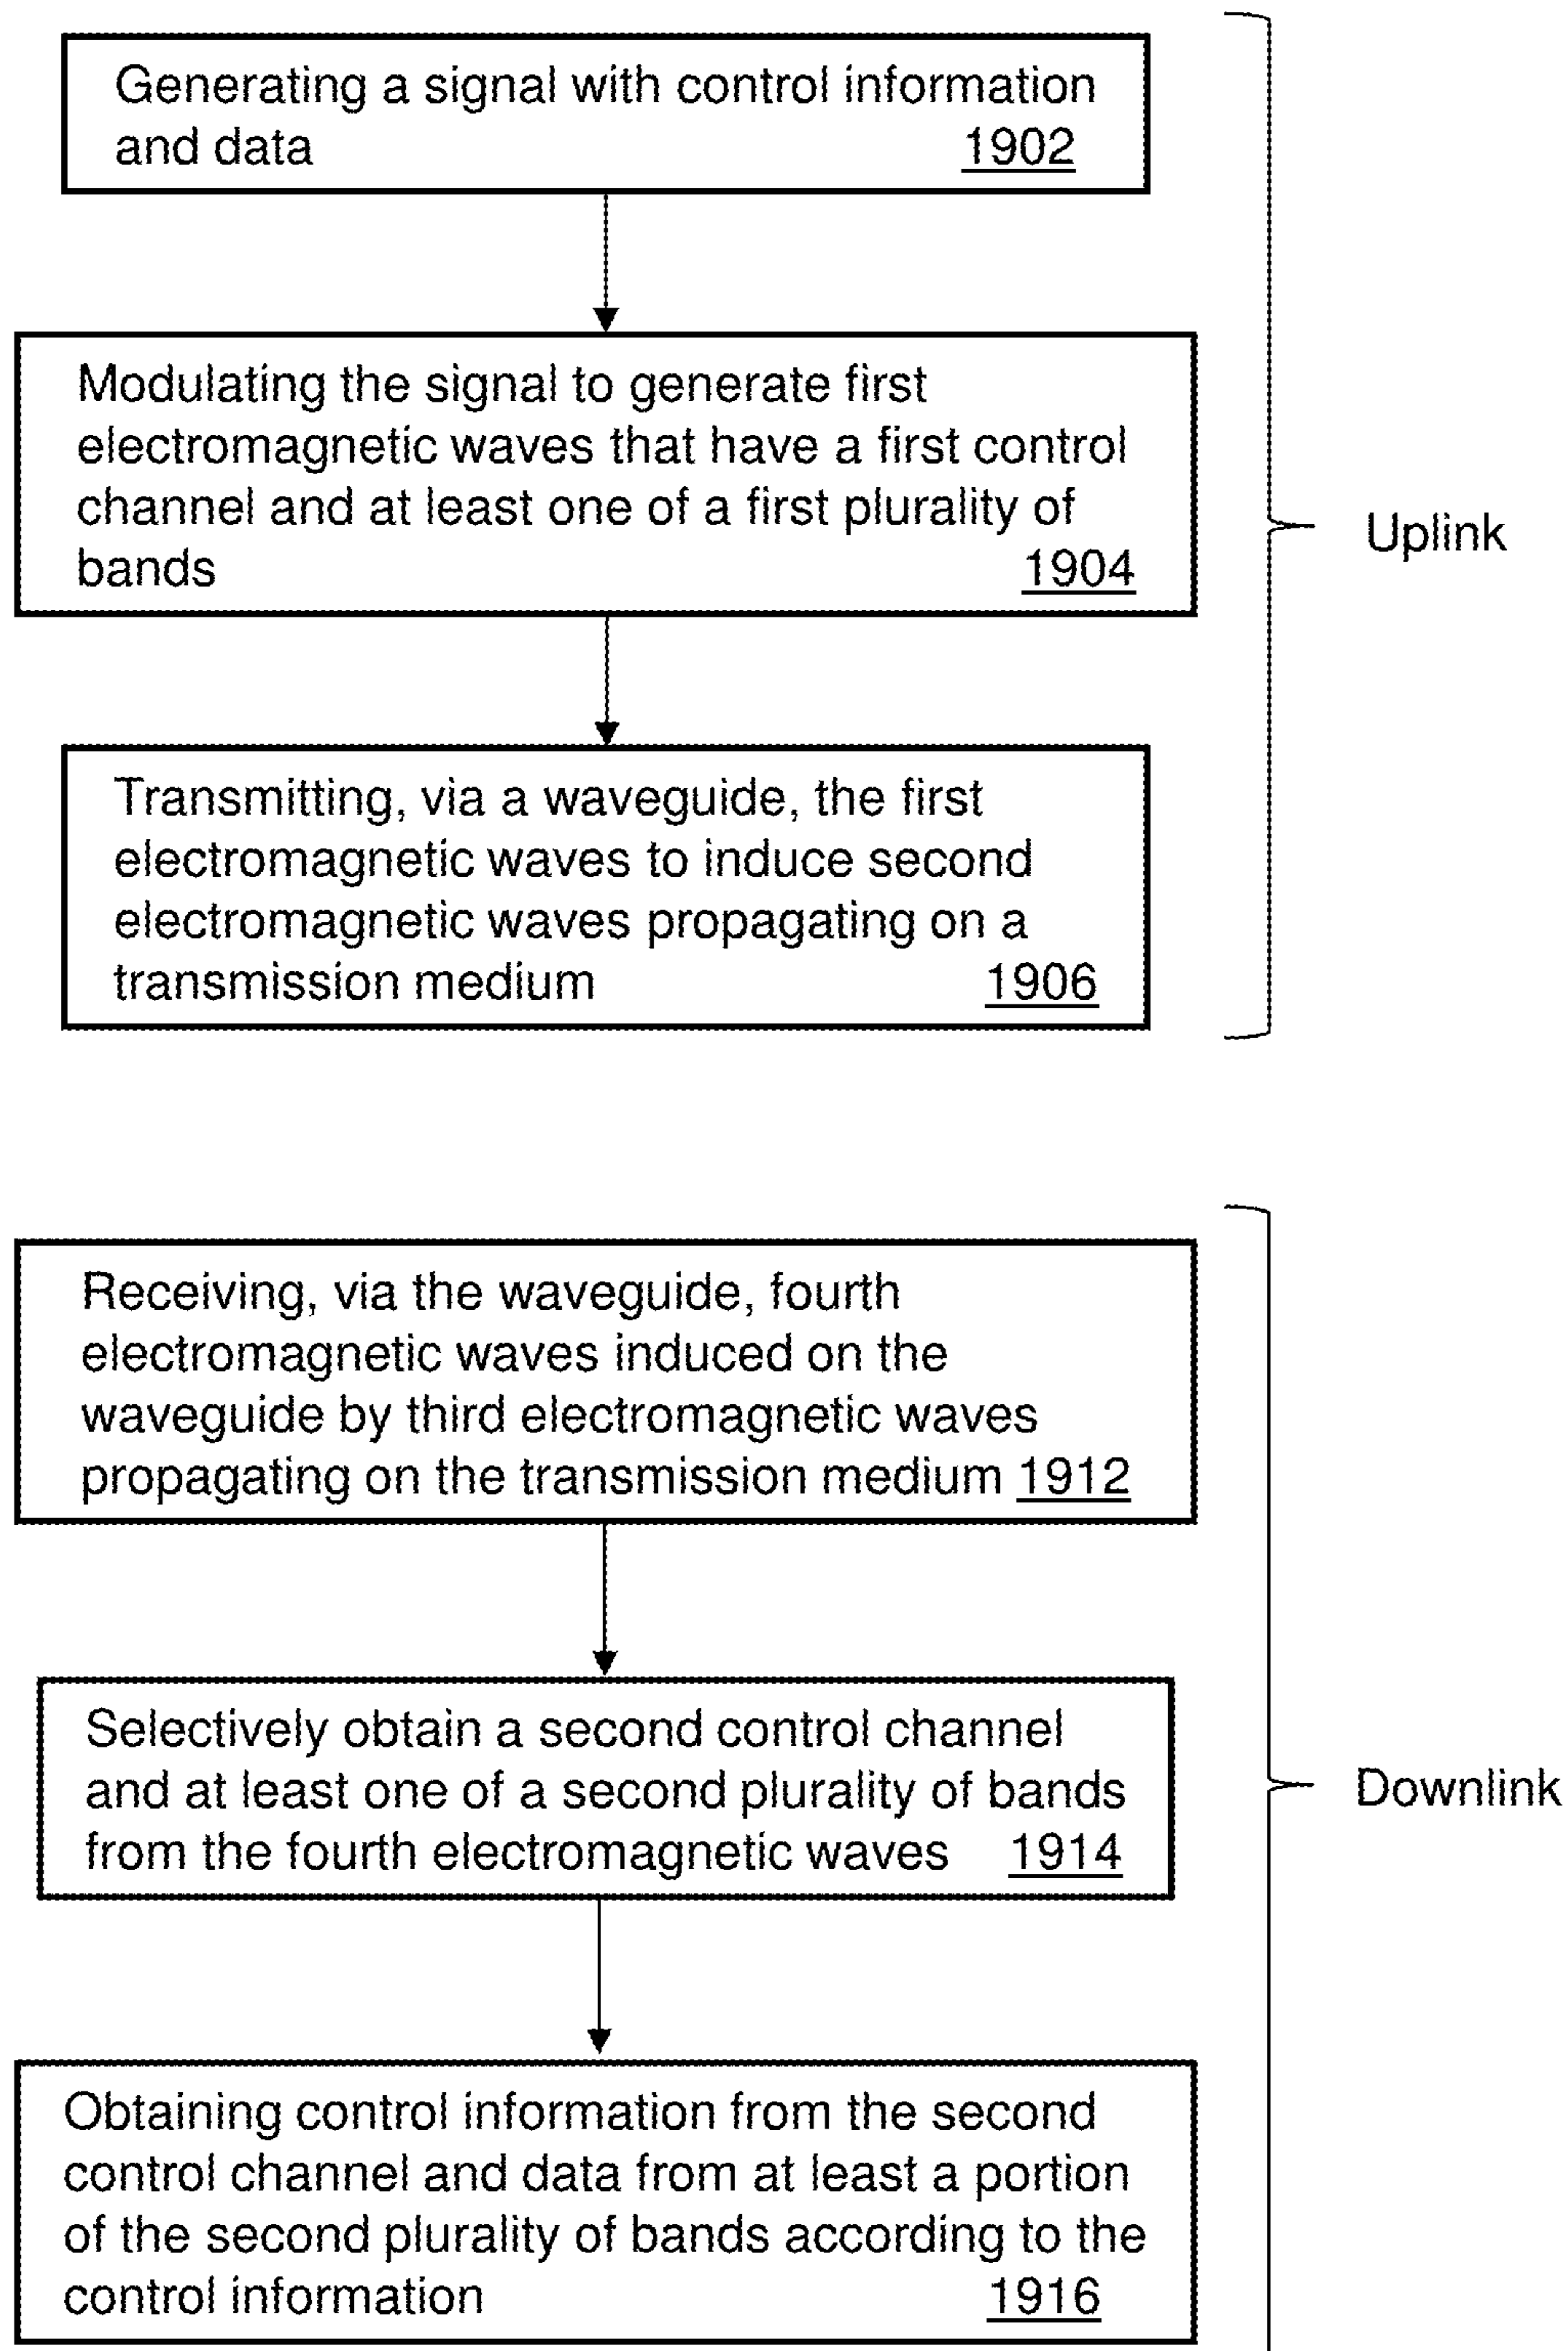 Generating a signal with control information
and data 1902
Modulating the signal to generate first
electromagnetic waves that have a first control
channel and at least one of a first plurality of
bands 1904
Uplink
Transmitting, via a waveguide, the first
electromagnetic waves to induce second
electromagnetic waves propagating on a
transmission medium 1906
Receiving, via the waveguide, fourth
electromagnetic waves induced on the
waveguide by third electromagnetic waves
propagating on the transmission medium 1912
Selectively obtain a second control channel
and at least one of a second plurality of bands
from the fourth electromagnetic waves 1914
Downlink
Obtaining control information from the second
control channel and data from at least a portion
of the second plurality of bands according to the
control information 1916